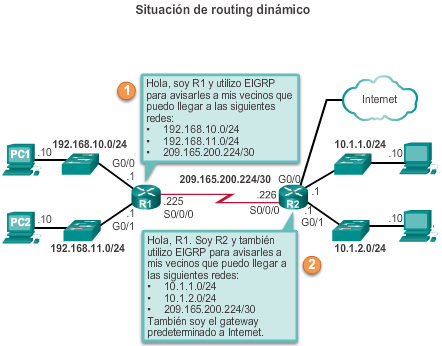 Situación de routing dinámico
1
Hola, soy R1 y utilizo EIGRP
para avisarles a mis vecinos que
puedo llegar a las siguientes
redes:
• 192.168.10.0/24
• 192.168.11.0/24
• 209.165.200.224/30
Internet
PC1
.10
192.168.10.0/24
G0/0
.1
209.165.200.224/30
G0/0
.1
10.1.1.0/24
.10
R1
.225
S0/0/0
.226
S0/0/0
R2
PC2
.10
.1
G0/1
192.168.11.0/24
.1
G0/1
.10
10.1.2.0/24
Hola, R1. Soy R2 y también
utilizo EIGRP para avisarles a
mis vecinos que puedo llegar a
las siguientes redes:
• 10.1.1.0/24
• 10.1.2.0/24
• 209.165.200.224/30
También soy el gateway
predeterminado a Internet.
2